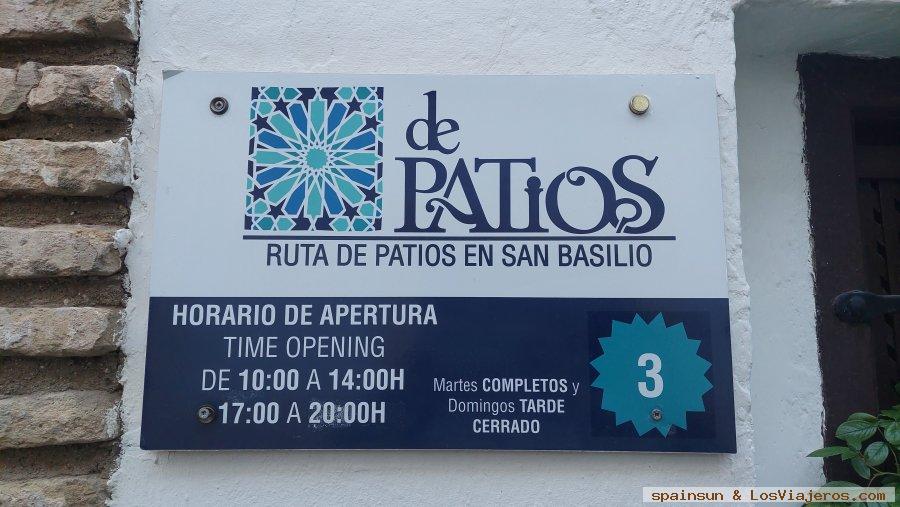 de
PATIOS
RUTA DE PATIOS EN SAN BASILIO
HORARIO DE APERTURA
TIME OPENING
DE 10:00 A 14:00H
17:00 A 20:00H
Martes COMPLETOS y
Domingos TARDE
CERRADO
3
spainsun & LosViajeros.com